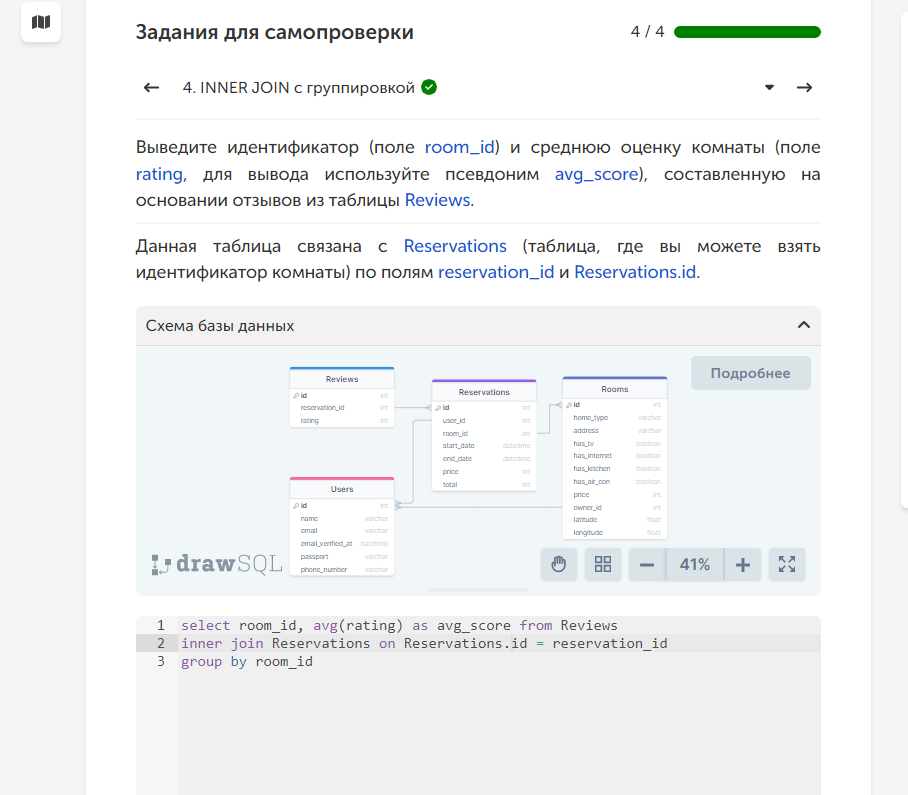 Задания для самопроверки
4 / 4
4. INNER JOIN с группировкой
Выведите идентификатор (поле room_id) и среднюю оценку комнаты (поле
rating, для вывода используйте псевдоним avg_score), составленную на
основании отзывов из таблицы Reviews.
Данная таблица связана с Reservations (таблица, где вы можете взять
идентификатор комнаты) по полям reservation_id и Reservations.id.
Схема базы данных
Подробнее
Reviews
id int
reservation_id int
rating int
Reservations
id int
user_id int
room_id int
start_date datetime
end_date datetime
price int
total int
Rooms
id int
home_type varchar
address varchar
has_tv boolean
has_internet boolean
has_kitchen boolean
has_air_con boolean
price int
owner_id int
latitude float
longitude float
Users
id int
name varchar
email varchar
email_verified_at datetime
passport varchar
phone_number varchar
drawSQL
41%
1 select room_id, avg(rating) as avg_score from Reviews
2 inner join Reservations on Reservations.id = reservation_id
3 group by room_id